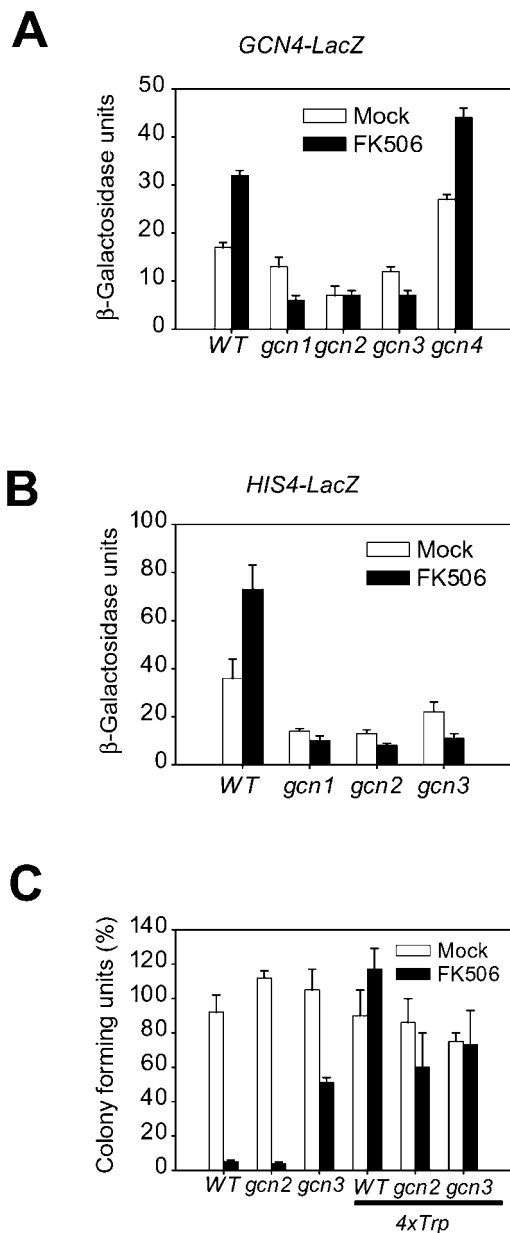 A
GCN4-LacZ
β-Galactosidase units
50
40
30
20
10
0
Mock
FK506
WT gcn1 gcn2 gcn3 gcn4
B
HIS4-LacZ
β-Galactosidase units
100
80
60
40
20
0
Mock
FK506
WT gcn1 gcn2 gcn3
C
Colony forming units (%)
140
120
100
80
60
40
20
0
Mock
FK506
WT gcn2 gcn3 WT gcn2 gcn3
4xTrp